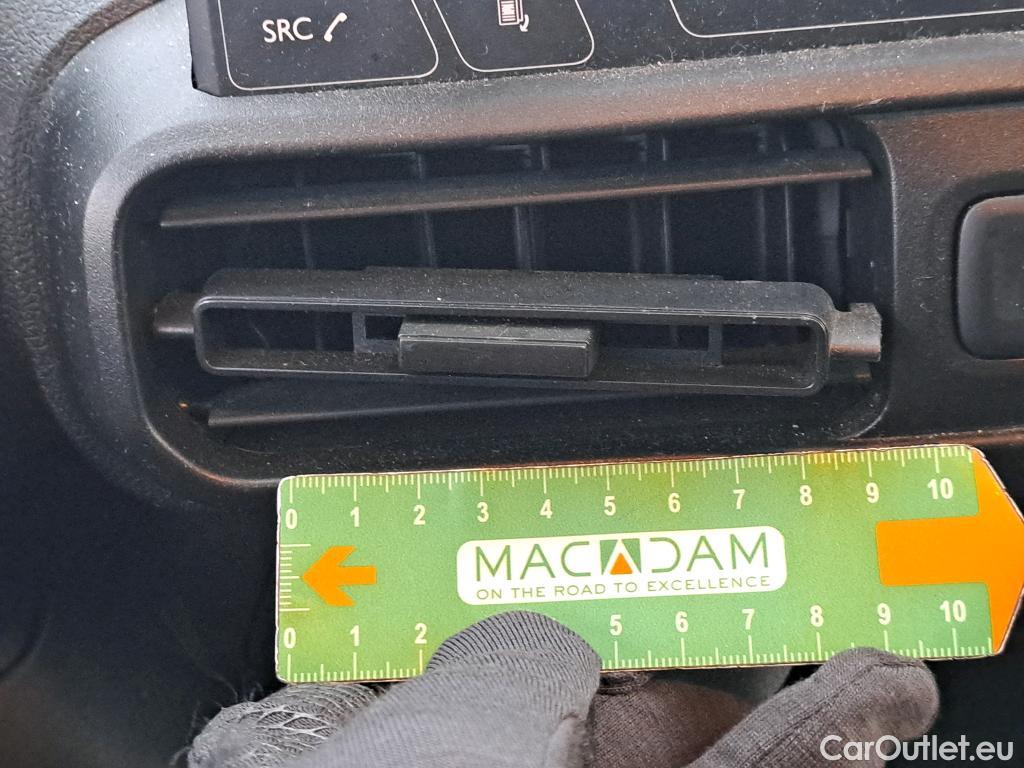 SRC
0 1 2 3 4 5 6 7 8 9 10
MACADAM
ON THE ROAD TO EXCELLENCE
0 1 2 5 6 7 8 9 10
CarOutlet.eu